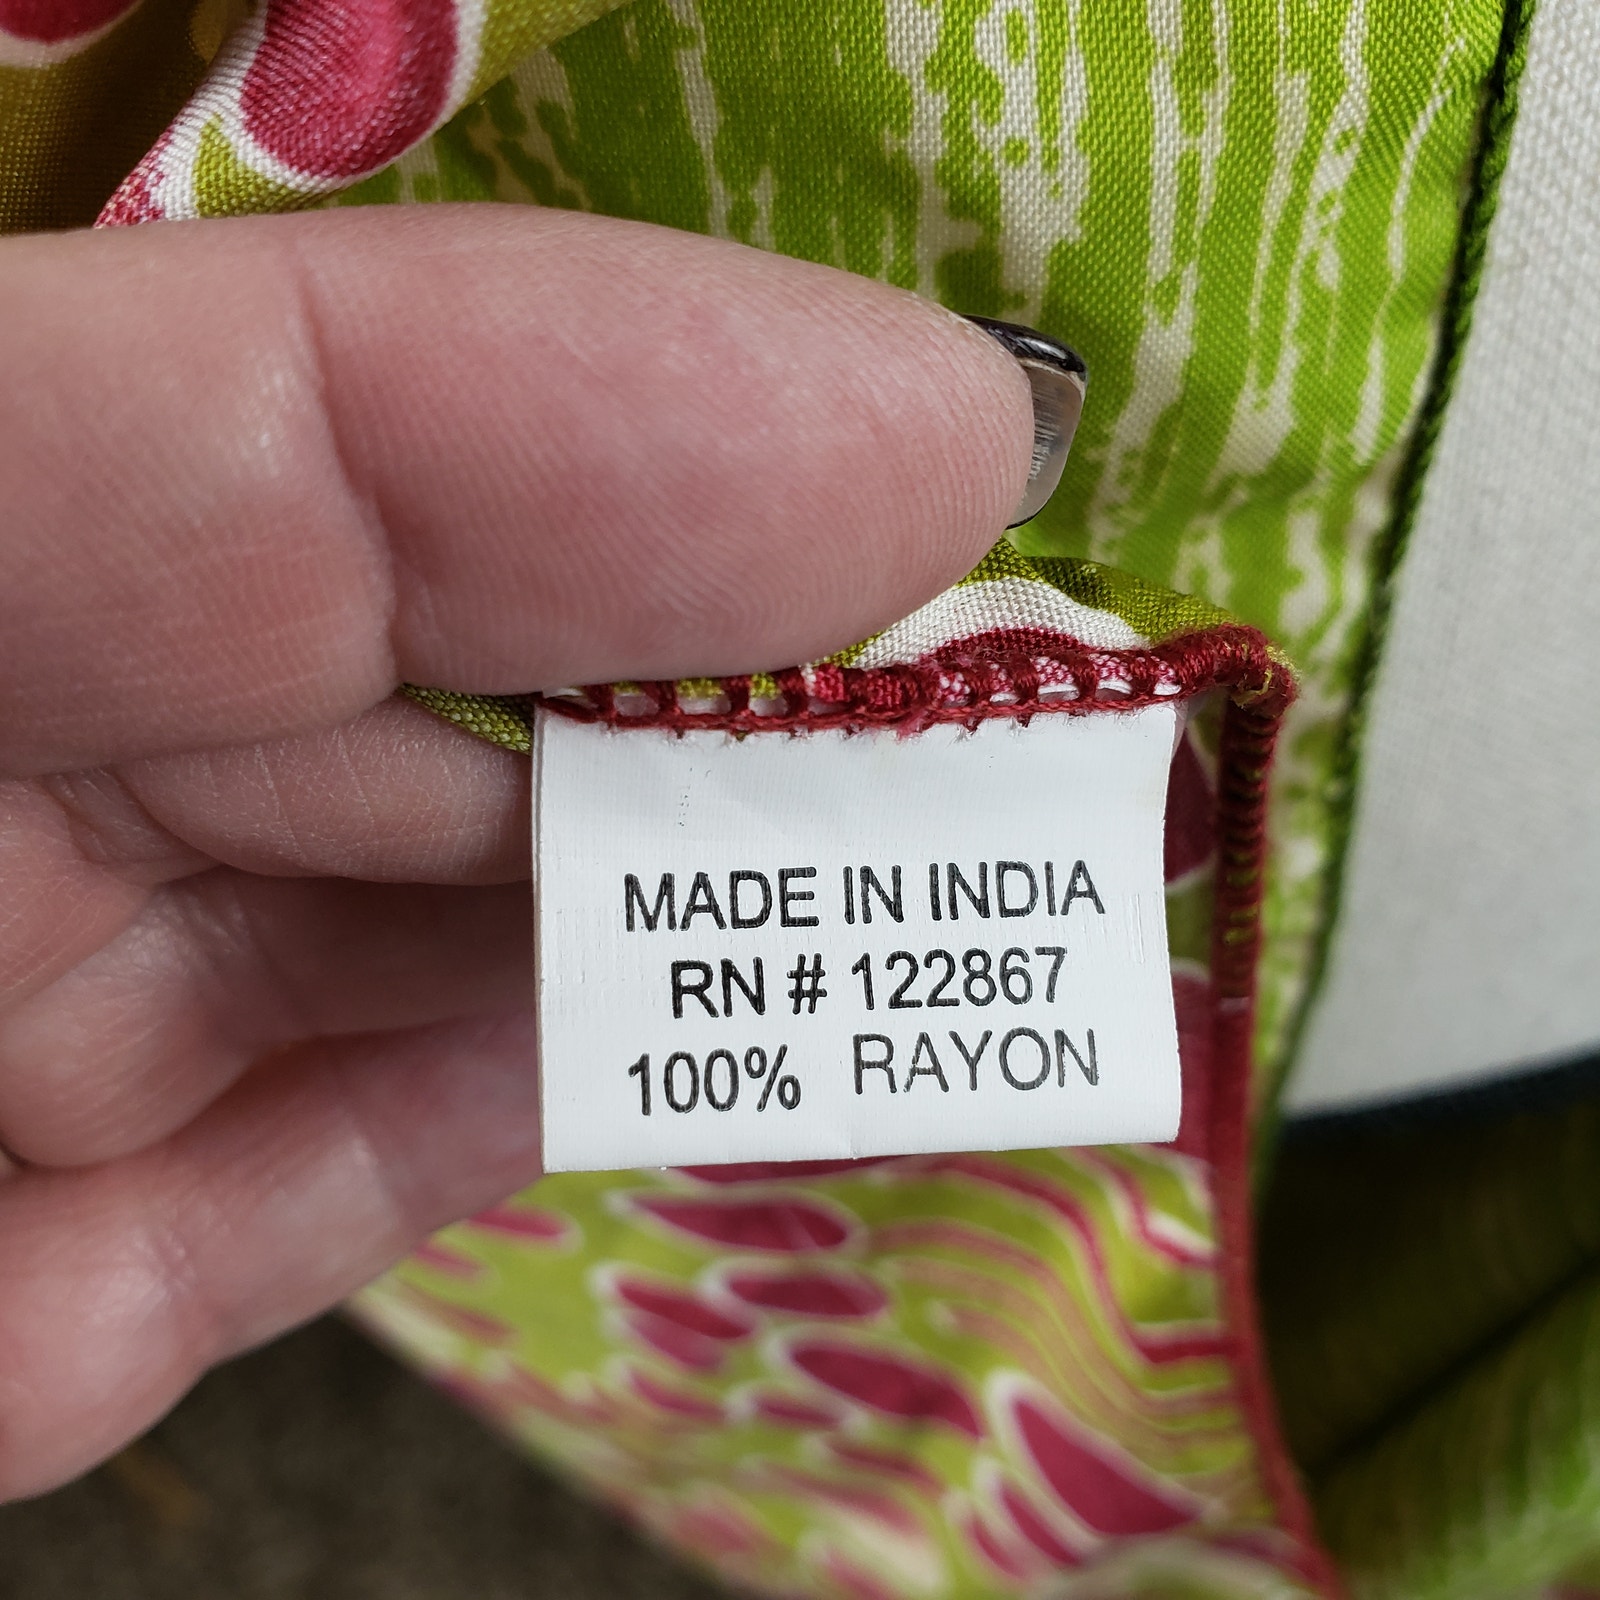 MADE IN INDIA
RN # 122867
100% RAYON